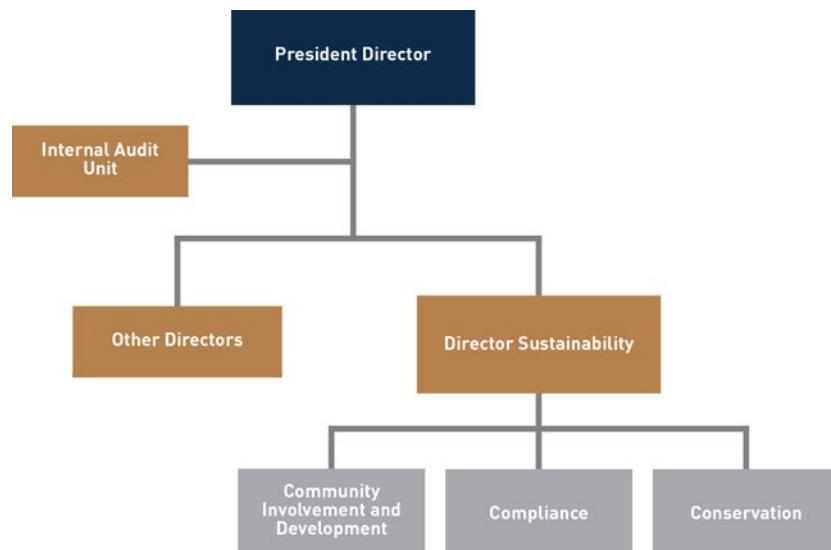 President Director
Internal Audit
Unit
Other Directors
Director Sustainability
Community
Involvement and
Development
Compliance
Conservation